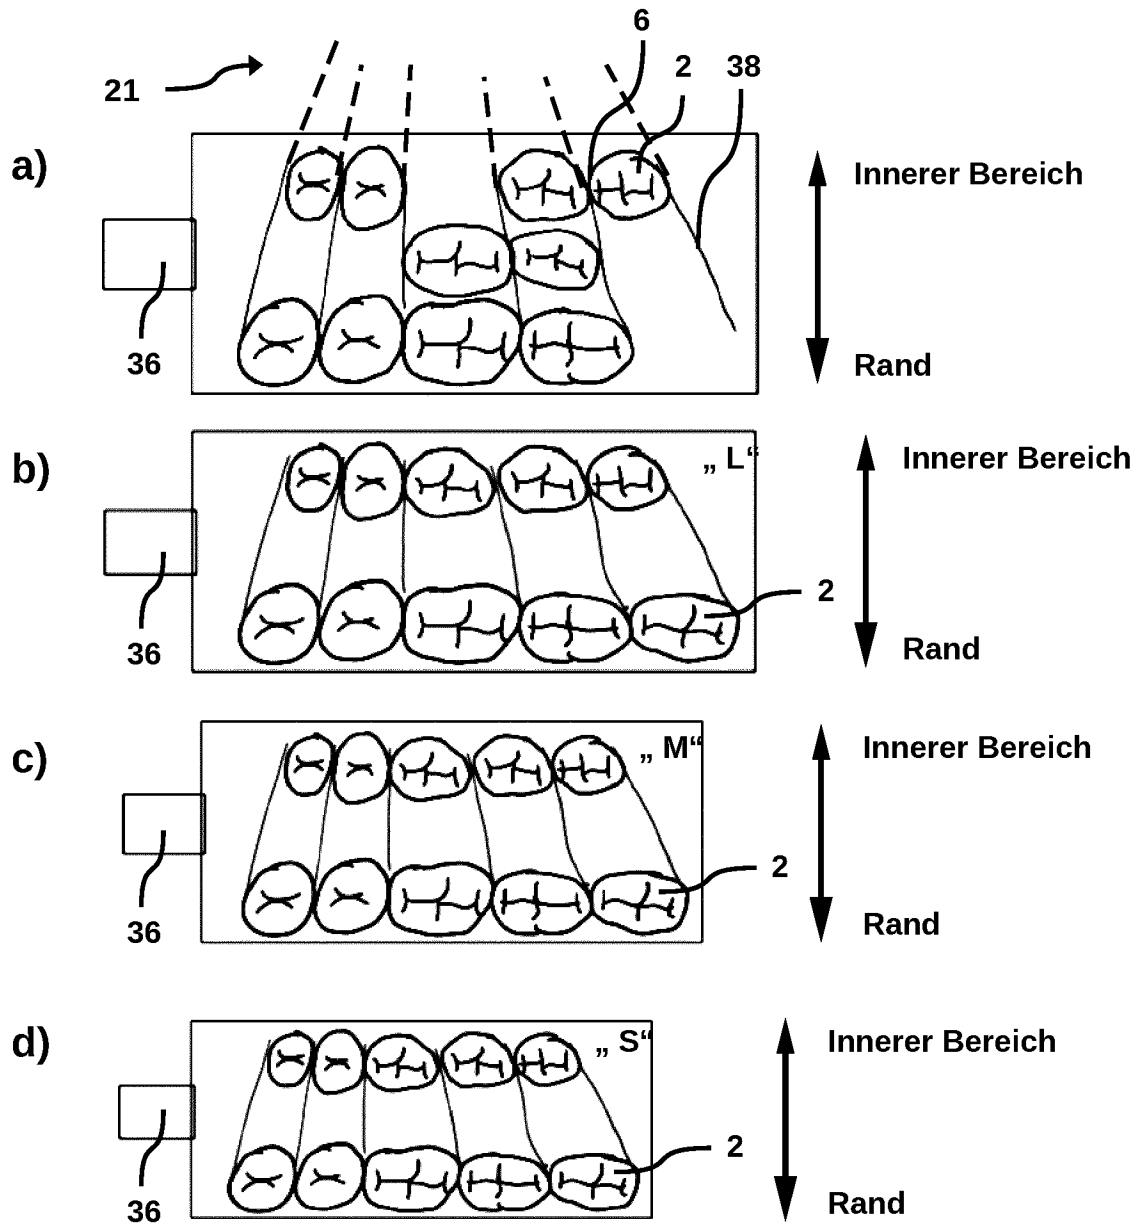 6
2
38
21
a)
Innerer Bereich
36
Rand
b)
„ L“
Innerer Bereich
2
36
Rand
c)
„ M“
Innerer Bereich
2
36
Rand
d)
„ S“
Innerer Bereich
2
36
Rand